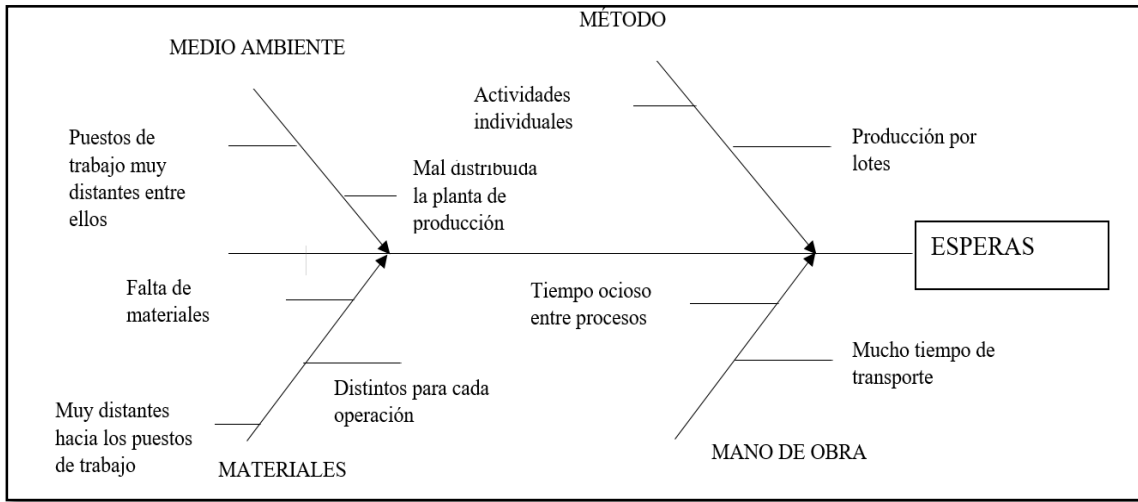 MÉTODO
MEDIO AMBIENTE
Actividades
individuales
Puestos de
trabajo muy
distantes entre
ellos
Mal distribuida
la planta de
producción
Producción por
lotes
ESPERAS
Falta de
materiales
Tiempo ocioso
entre procesos
Distintos para cada
operación
Mucho tiempo de
transporte
Muy distantes
hacia los puestos
de trabajo
MATERIALES
MANO DE OBRA